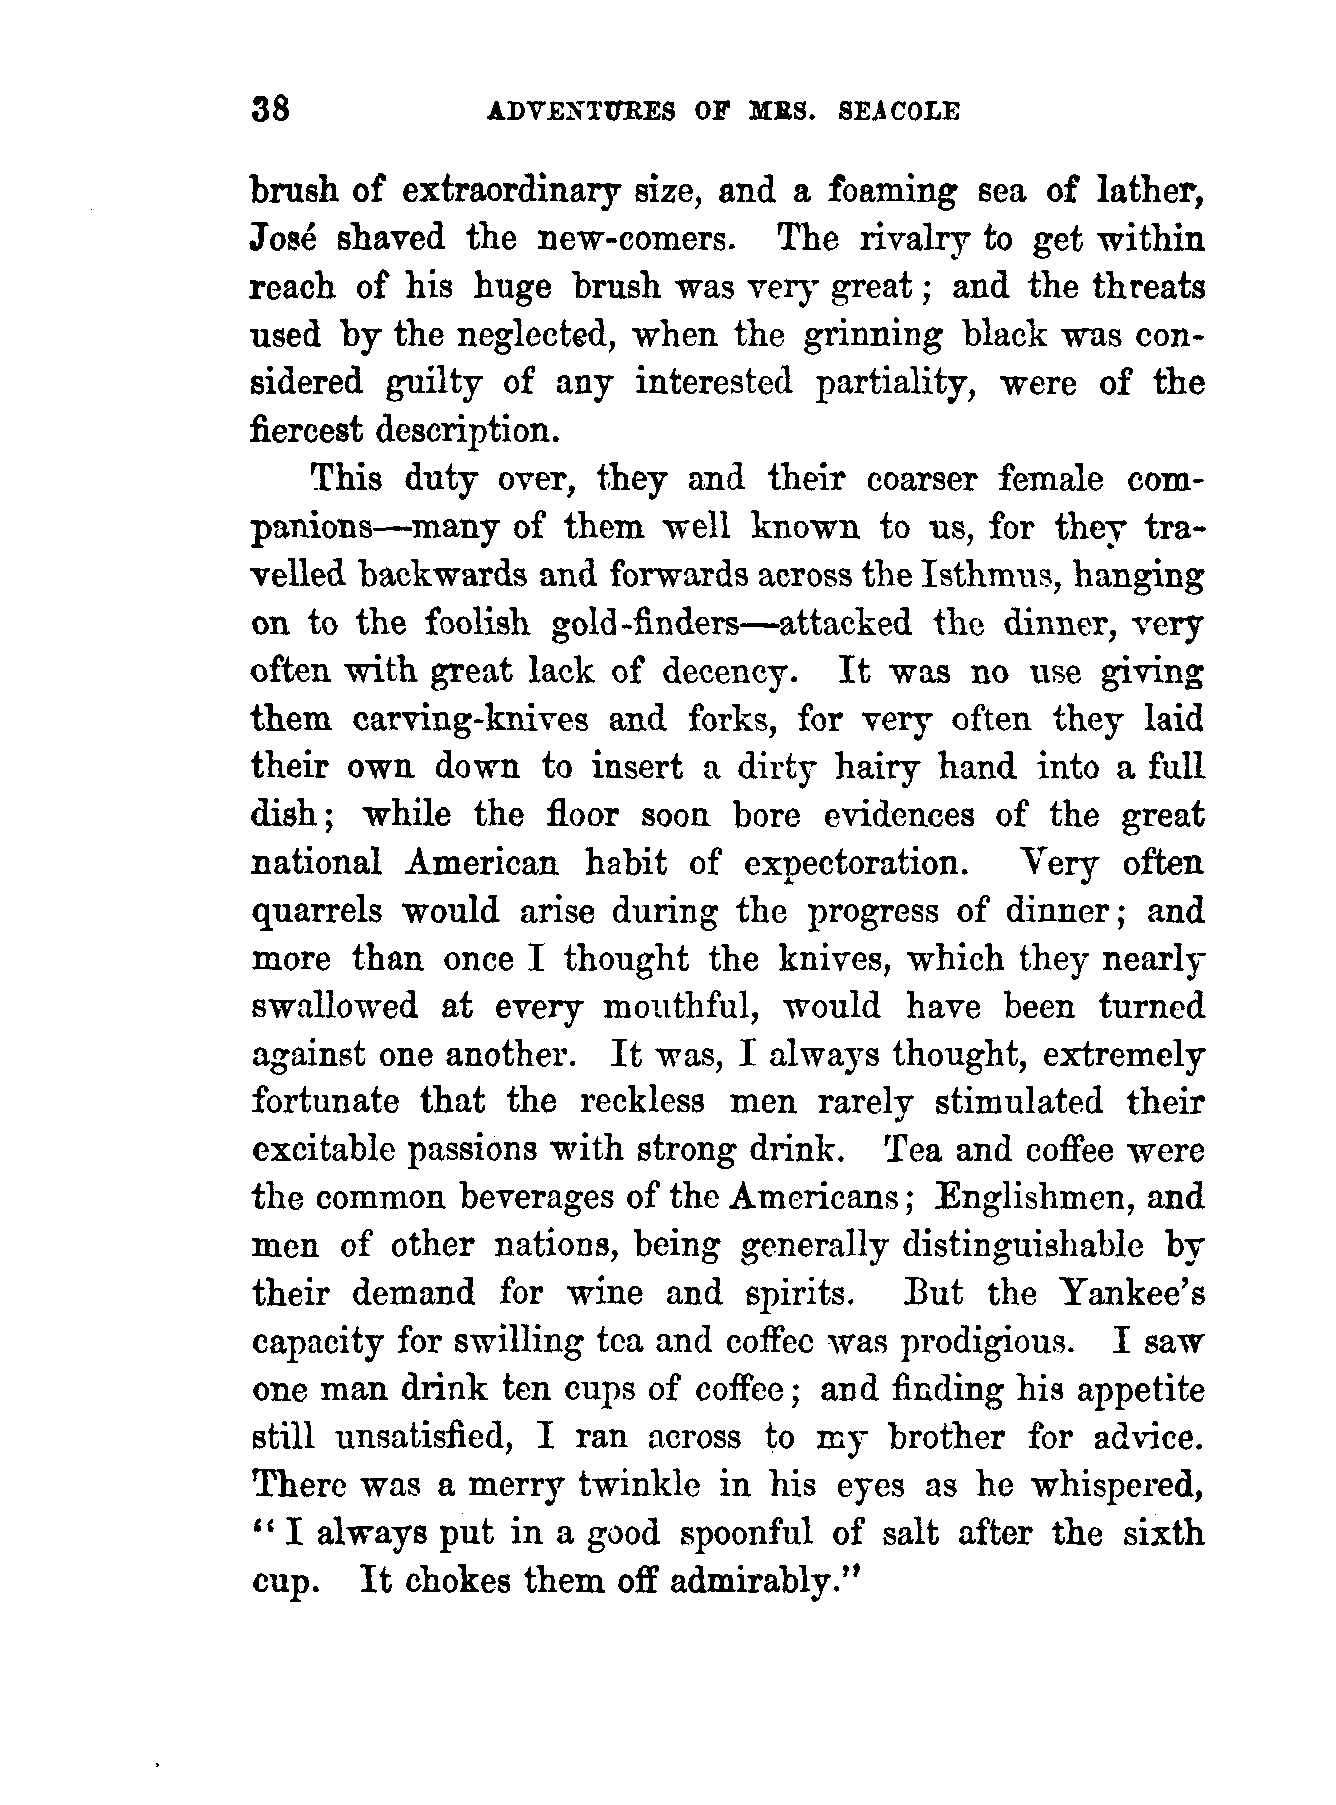 38 ADVENTURES OF MRS. SEACOLE
brush of extraordinary size, and a foaming sea of lather,
José shaved the new-comers. The rivalry to get within
reach of his huge brush was very great; and the threats
used by the neglected, when the grinning black was con-
sidered guilty of any interested partiality, were of the
fiercest description.
This duty over, they and their coarser female com-
panions—many of them well known to us, for they tra-
velled backwards and forwards across the Isthmus, hanging
on to the foolish gold-finders—attacked the dinner, very
often with great lack of decency. It was no use giving
them carving-knives and forks, for very often they laid
their own down to insert a dirty hairy hand into a full
dish; while the floor soon bore evidences of the great
national American habit of expectoration. Very often
quarrels would arise during the progress of dinner; and
more than once I thought the knives, which they nearly
swallowed at every mouthful, would have been turned
against one another. It was, I always thought, extremely
fortunate that the reckless men rarely stimulated their
excitable passions with strong drink. Tea and coffee were
the common beverages of the Americans; Englishmen, and
men of other nations, being generally distinguishable by
their demand for wine and spirits. But the Yankee's
capacity for swilling tea and coffee was prodigious. I saw
one man drink ten cups of coffee; and finding his appetite
still unsatisfied, I ran across to my brother for advice.
There was a merry twinkle in his eyes as he whispered,
"I always put in a good spoonful of salt after the sixth
cup. It chokes them off admirably."